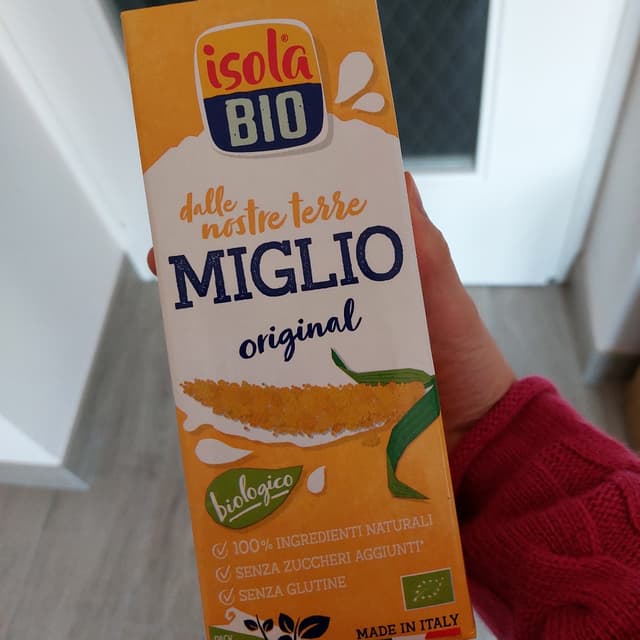 isola®
BIO
dalle
nostre terre
MIGLIO
original
biologico
100% INGREDIENTI NATURALI
SENZA ZUCCHERI AGGIUNTI*
SENZA GLUTINE
MADE IN ITALY